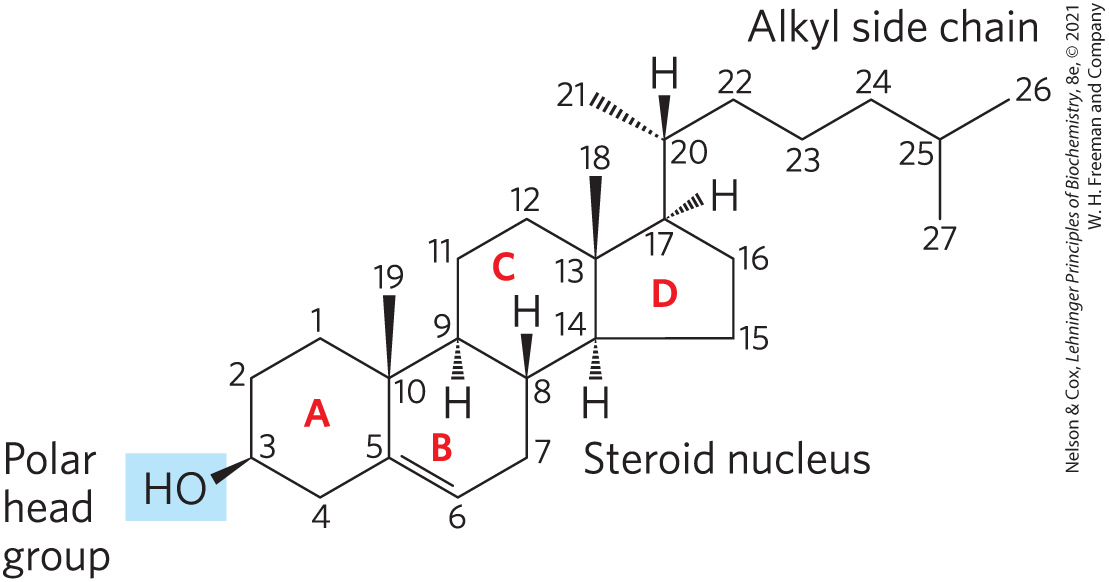 Alkyl side chain
H
21
22
24
26
20
23
25
18
H
27
12
17
16
11
13
C
D
19
H
1
9
14
15
2
10
8
H
H
A
B
3
5
7
Steroid nucleus
Polar
head
group
HO
4
6
Nelson & Cox, Lehninger Principles of Biochemistry, 8e, © 2021
W. H. Freeman and Company